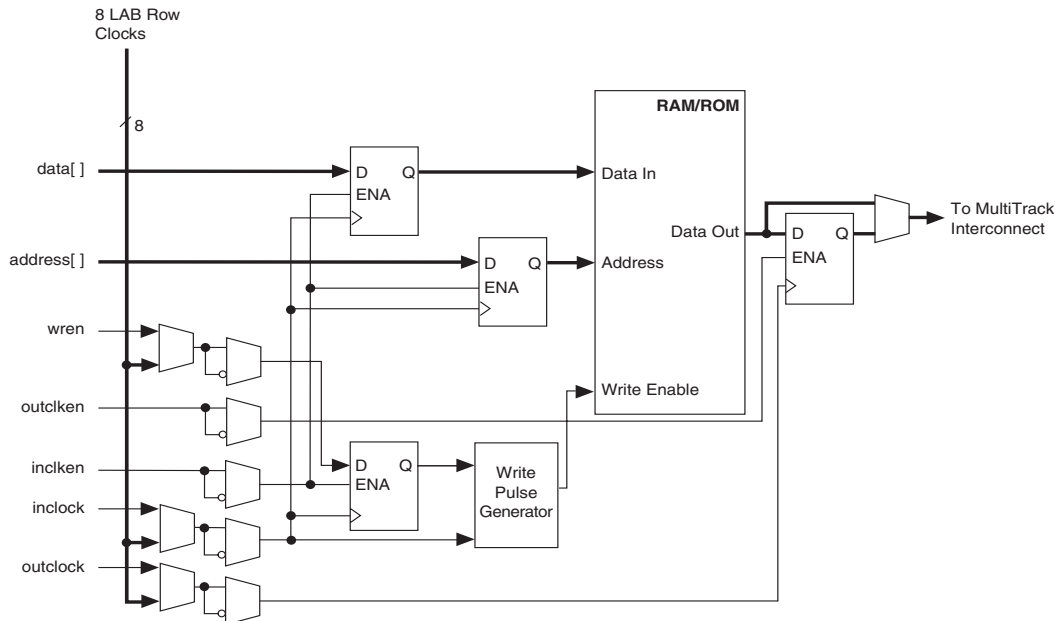 8 LAB Row
Clocks
8
RAM/ROM
data[ ]
D Q
ENA
Data In
To MultiTrack
Interconnect
Data Out
D Q
ENA
address[ ]
D Q
ENA
Address
wren
Write Enable
outclken
inclken
D Q
ENA
Write
Pulse
Generator
inclock
outclock